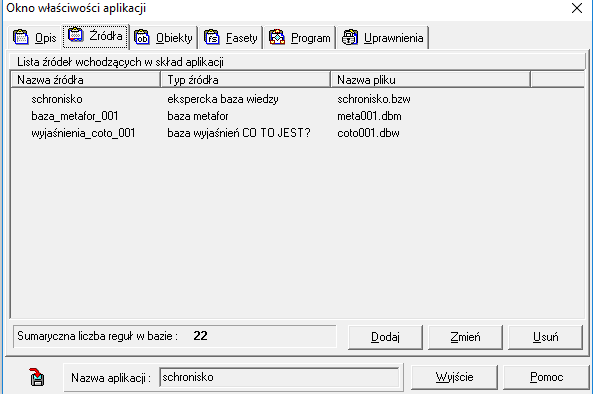 Okno właściwości aplikacji
Opis Źródła Obiekty Fasety Program Uprawnienia
Lista źródeł wchodzących w skład aplikacji
Nazwa źródła Typ źródła Nazwa pliku
schronisko ekspercka baza wiedzy schronisko.bzw
baza_metafor_001 baza metafor meta001.dbm
wyjaśnienia_coto_001 baza wyjaśnień CO TO JEST? coto001.dbw
Sumaryczna liczba reguł w bazie : 22 Dodaj Zmień Usuń
Nazwa aplikacji : schronisko Wyjście Pomoc